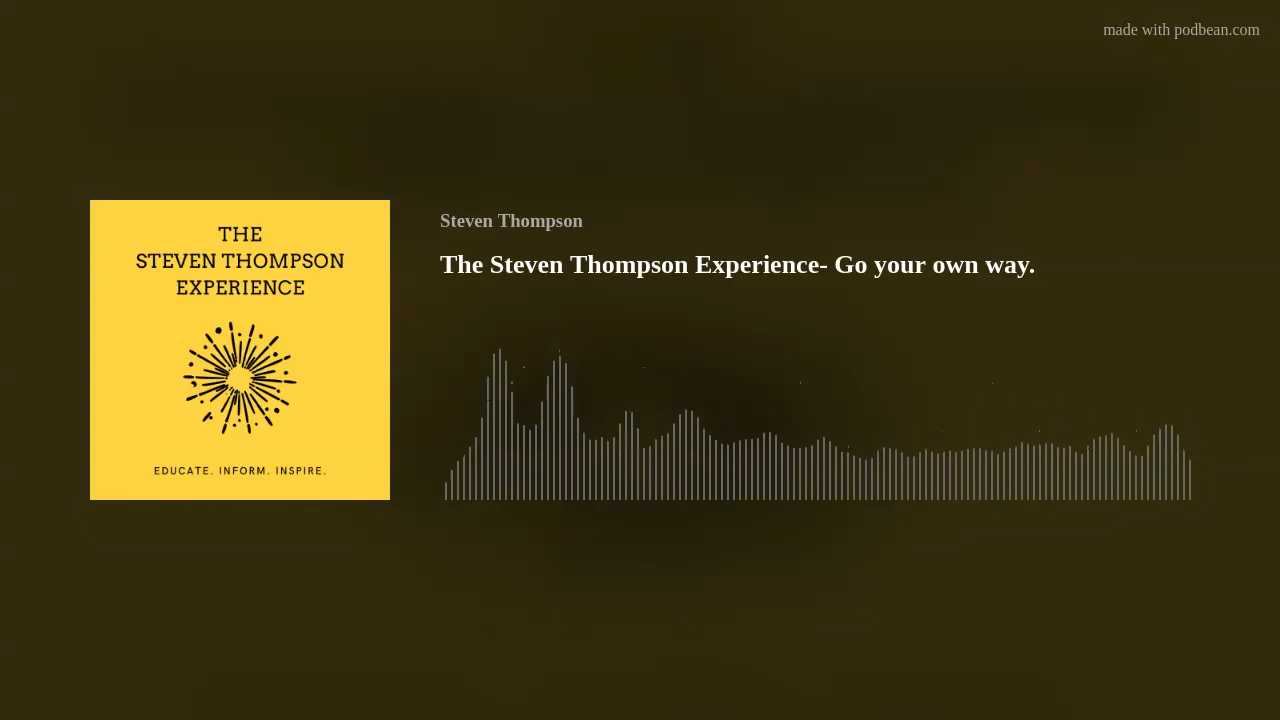 made with podbean.com
THE
STEVEN THOMPSON
EXPERIENCE
EDUCATE. INFORM. INSPIRE.
Steven Thompson
The Steven Thompson Experience- Go your own way.